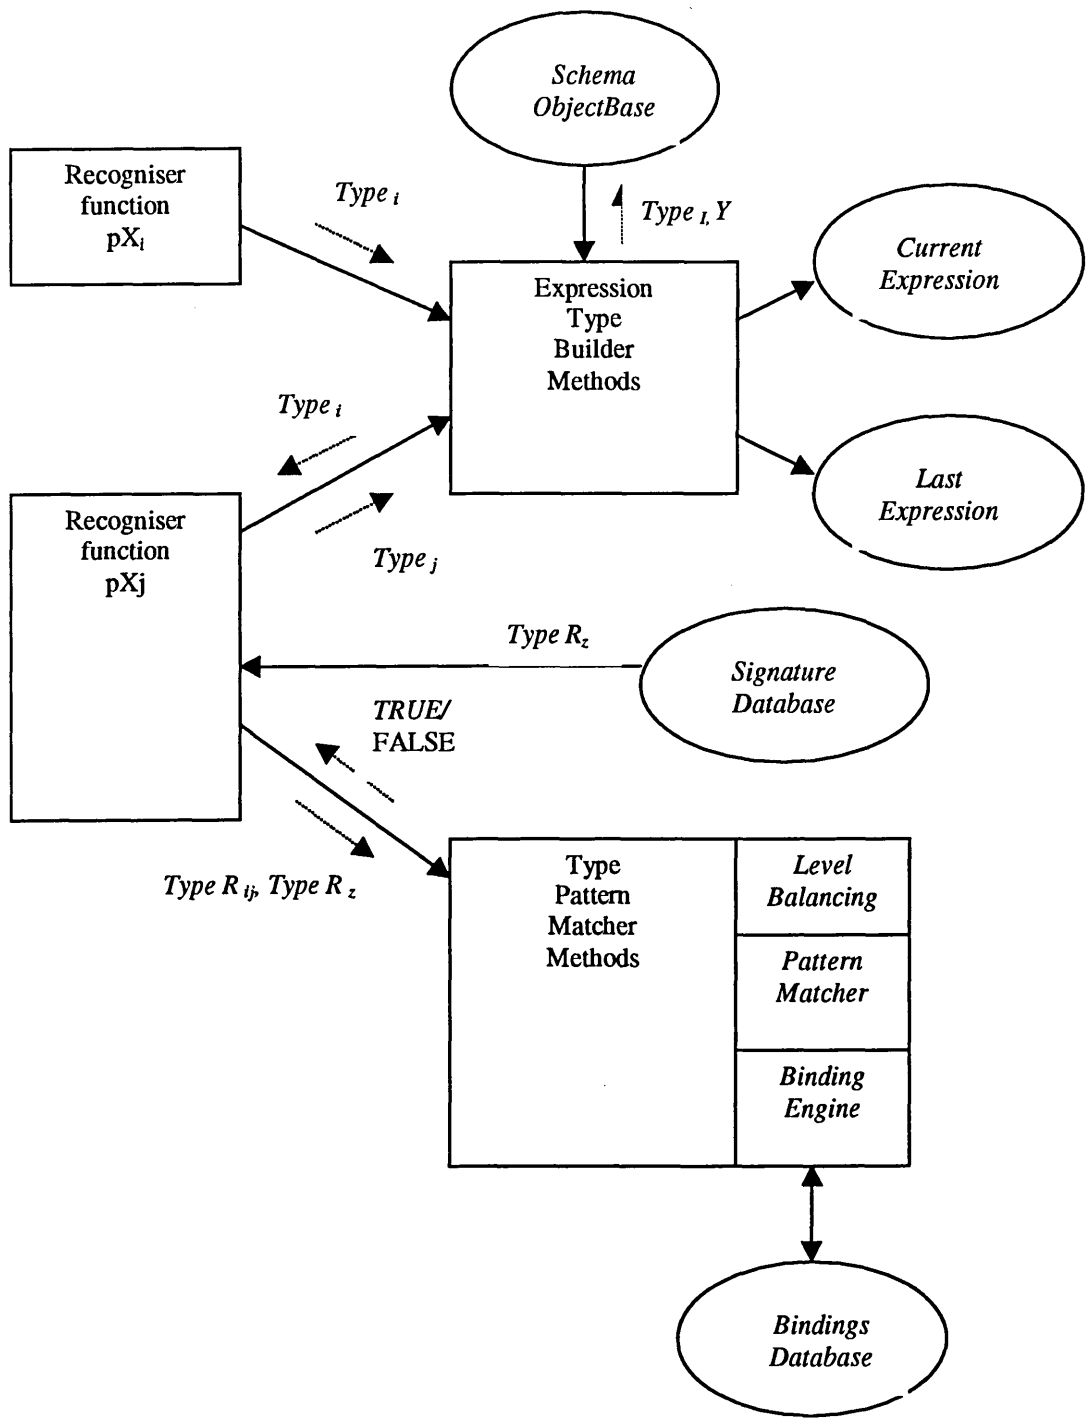 Schema
ObjectBase
Recogniser
function
pXi
Type i
Type I, Y
Current
Expression
Expression
Type
Builder
Methods
Type i
Last
Expression
Recogniser
function
pXj
Type j
Type Rz
Signature
Database
TRUE/
FALSE
Type R ij, Type R z
Type
Pattern
Matcher
Methods
Level
Balancing
Pattern
Matcher
Binding
Engine
Bindings
Database